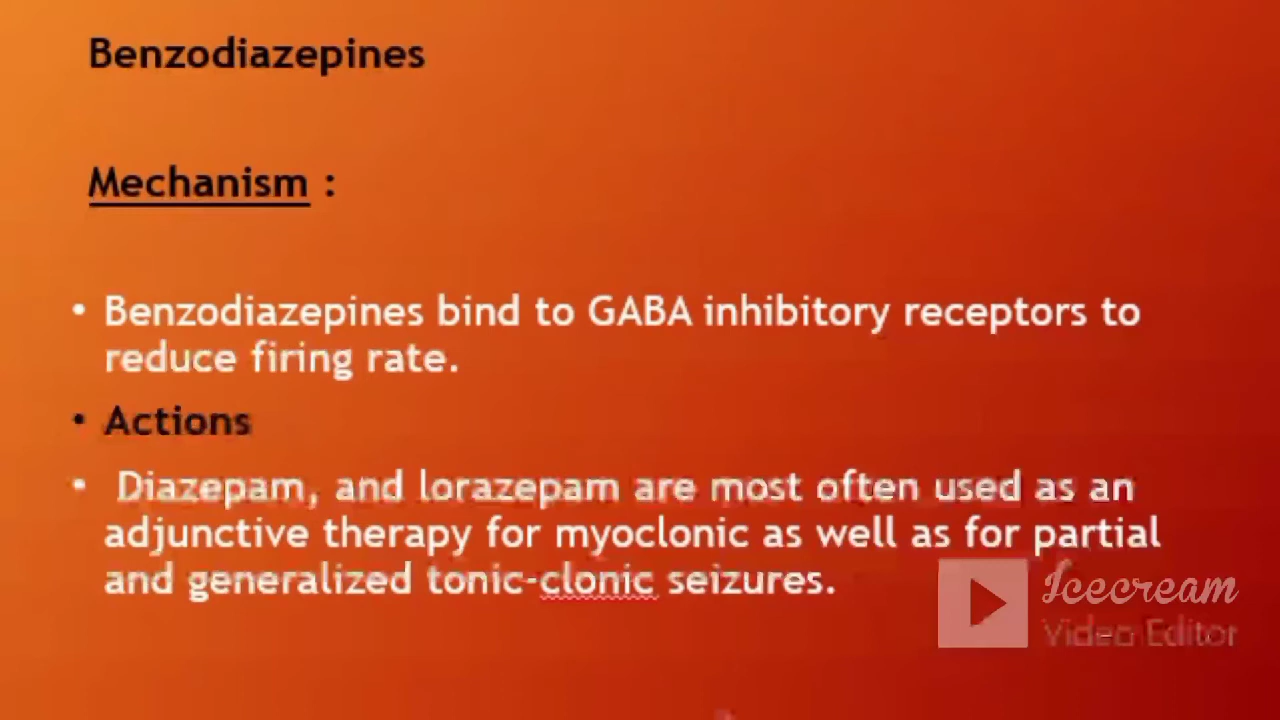 Benzodiazepines
Mechanism :
• Benzodiazepines bind to GABA inhibitory receptors to
reduce firing rate.
• Actions
• Diazepam, and lorazepam are most often used as an
adjunctive therapy for myoclonic as well as for partial
and generalized tonic-clonic seizures.
Icecream
Video Editor